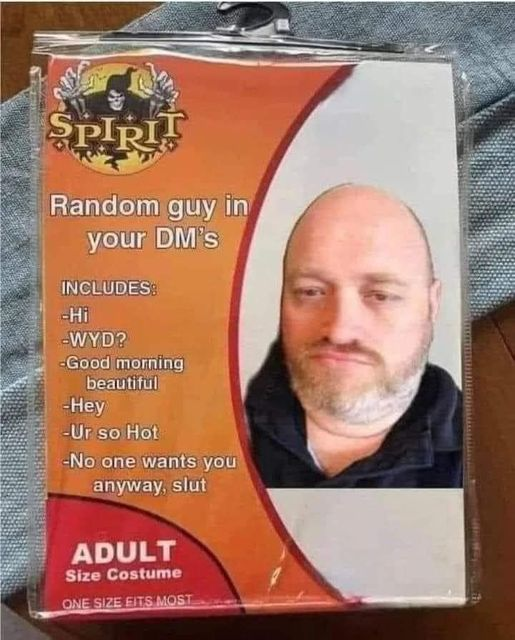 SPIRIT
Random guy in
your DM's
INCLUDES:
-Hi
-WYD?
-Good morning
beautiful
-Hey
-Ur so Hot
-No one wants you
anyway, slut
ADULT
Size Costume
ONE SIZE FITS MOST